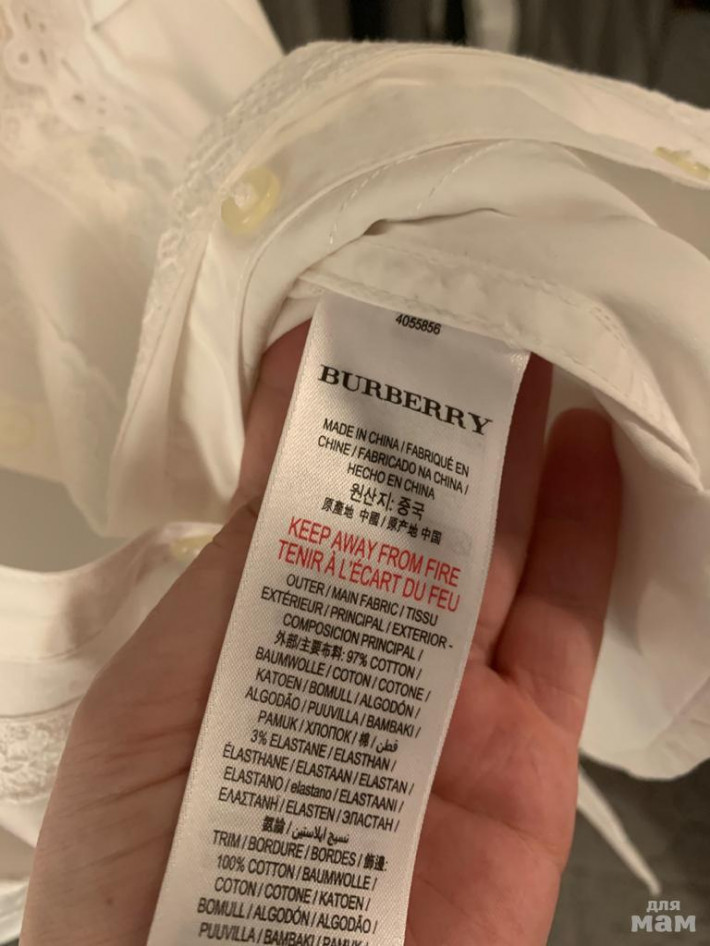 4055856
BURBERRY
MADE IN CHINA / FABRIQUÉ EN
CHINE / FABRICADO NA CHINA /
HECHO EN CHINA
원산지: 중국
原產地 中國 / 原产地 中国
KEEP AWAY FROM FIRE
TENIR À L'ÉCART DU FEU
OUTER / MAIN FABRIC / TISSU
EXTÉRIEUR / PRINCIPAL / EXTERIOR -
COMPOSICION PRINCIPAL /
外部/主要布料: 97% COTTON /
BAUMWOLLE / COTON / COTONE /
KATOEN / BOMULL / ALGODÓN /
ALGODÃO / PUUVILLA / BAMBAKI /
PAMUK / ХЛОПОК / 棉 / قطن /
3% ELASTANE / ELASTHAN /
ÉLASTHANE / ELASTAAN / ELASTAN /
ELASTANO / elastano / ELASTAANI /
ΕΛΑΣΤΑΝΗ / ELASTEN / ЭЛАСТАН /
氨綸 / نسيج ايلاستين /
TRIM / BORDURE / BORDES / 飾邊:
100% COTTON / BAUMWOLLE /
COTON / COTONE / KATOEN /
BOMULL / ALGODÓN / ALGODÃO /
PUUVILLA / BAMBAKI / PAMUK /
для
мам